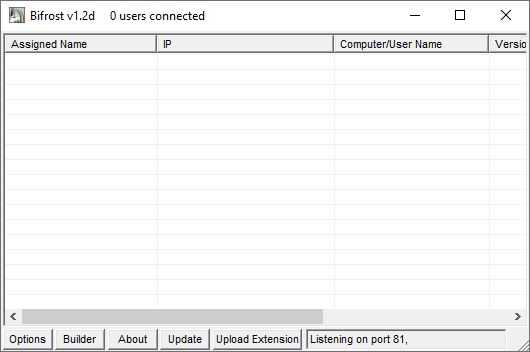 Bifrost v1.2d 0 users connected
Assigned Name IP Computer/User Name Versio
Options Builder About Update Upload Extension Listening on port 81,